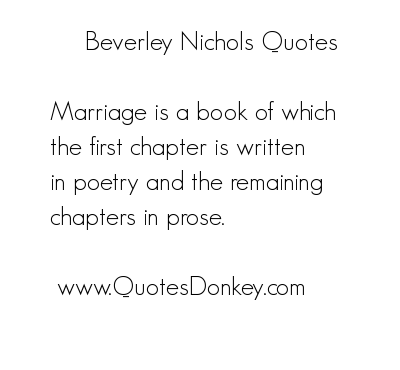 Beverley Nichols Quotes
Marriage is a book of which
the first chapter is written
in poetry and the remaining
chapters in prose.
www.QuotesDonkey.com